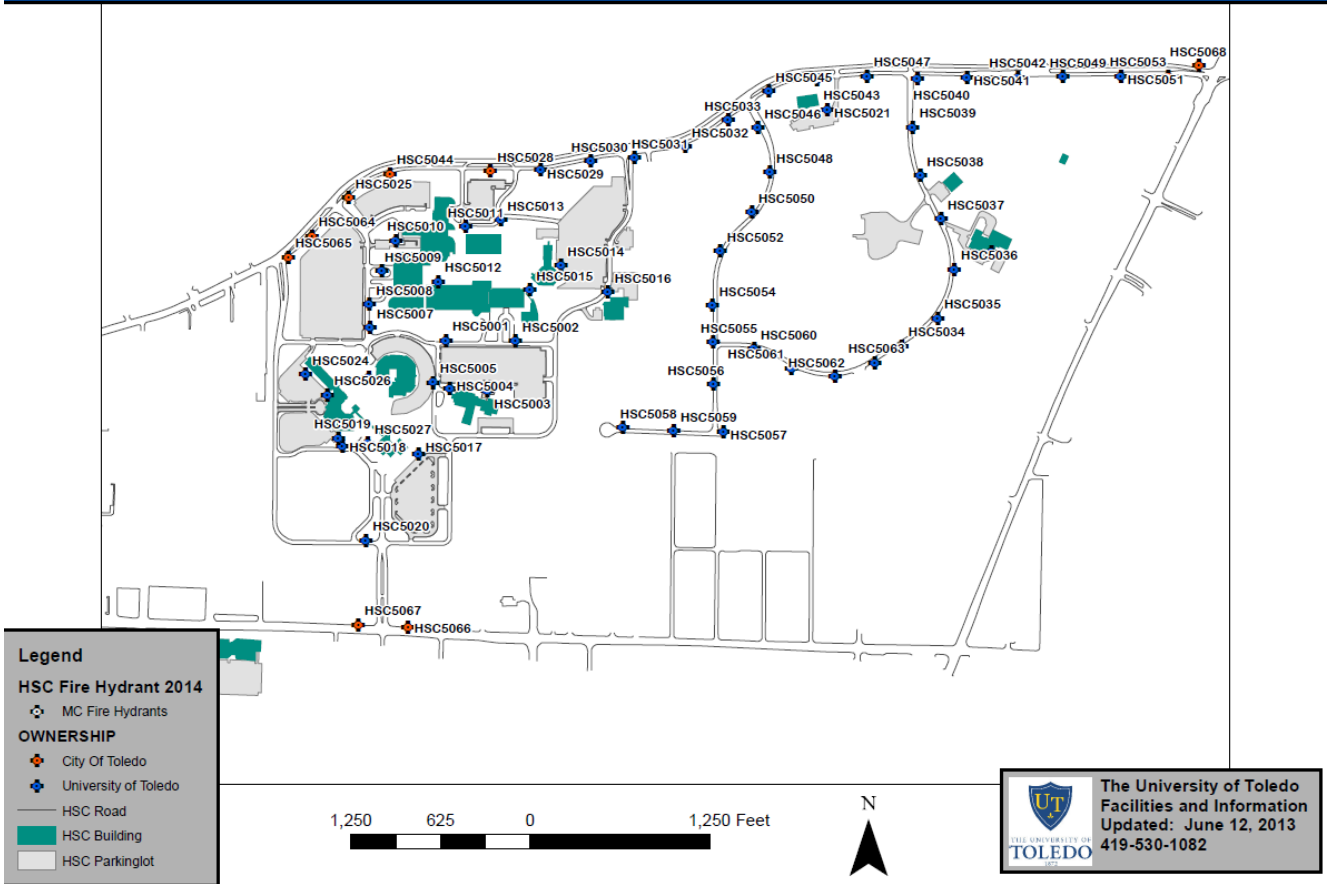 HSC5068
HSC5047
HSC5042
HSC5049
HSC5053
HSC5045
HSC5041
HSC5051
HSC5043
HSC5040
HSC5033
HSC5046
HSC5021
HSC5039
HSC5032
HSC5030
HSC5031
HSC5044
HSC5028
HSC5029
HSC5048
HSC5038
HSC5025
HSC5011
HSC5013
HSC5050
HSC5037
HSC5064
HSC5010
HSC5065
HSC5014
HSC5052
HSC5036
HSC5009
HSC5012
HSC5015
HSC5016
HSC5008
HSC5054
HSC5035
HSC5007
HSC5001
HSC5002
HSC5055
HSC5060
HSC5034
HSC5061
HSC5063
HSC5024
HSC5026
HSC5005
HSC5004
HSC5003
HSC5056
HSC5062
HSC5019
HSC5027
HSC5018
HSC5017
HSC5058
HSC5059
HSC5057
HSC5020
HSC5067
HSC5066
Legend
HSC Fire Hydrant 2014
MC Fire Hydrants
OWNERSHIP
City Of Toledo
University of Toledo
HSC Road
HSC Building
HSC Parkinglot
1,250 625 0 1,250 Feet
N
UT
THE UNIVERSITY OF
TOLEDO
1872
The University of Toledo
Facilities and Information
Updated: June 12, 2013
419-530-1082